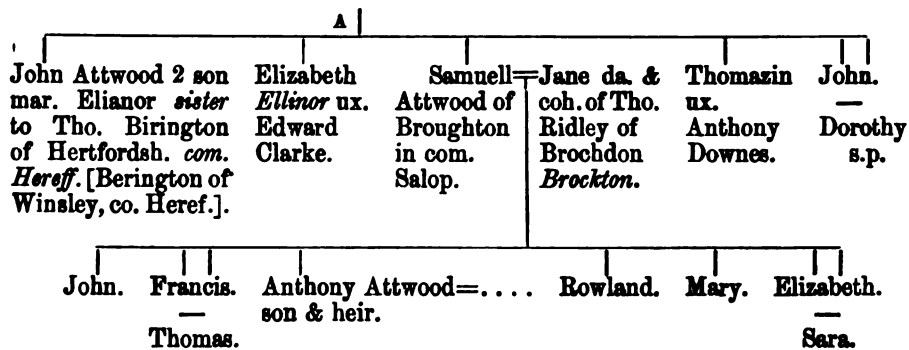 A
John Attwood 2 son
mar. Elianor sister
to Tho. Birington
of Hertfordsh. com.
Hereff. [Berington of
Winsley, co. Heref.].
Elizabeth
Ellinor ux.
Edward
Clarke.
Samuell=Jane da. &
Attwood of
Broughton
in com.
Salop.
coh. of Tho.
Ridley of
Brochdon
Brockton.
Thomazin
ux.
Anthony
Downes.
John.
—
Dorothy
s.p.
John.
Francis.
—
Thomas.
Anthony Attwood=....
son & heir.
Rowland.
Mary.
Elizabeth.
—
Sara.